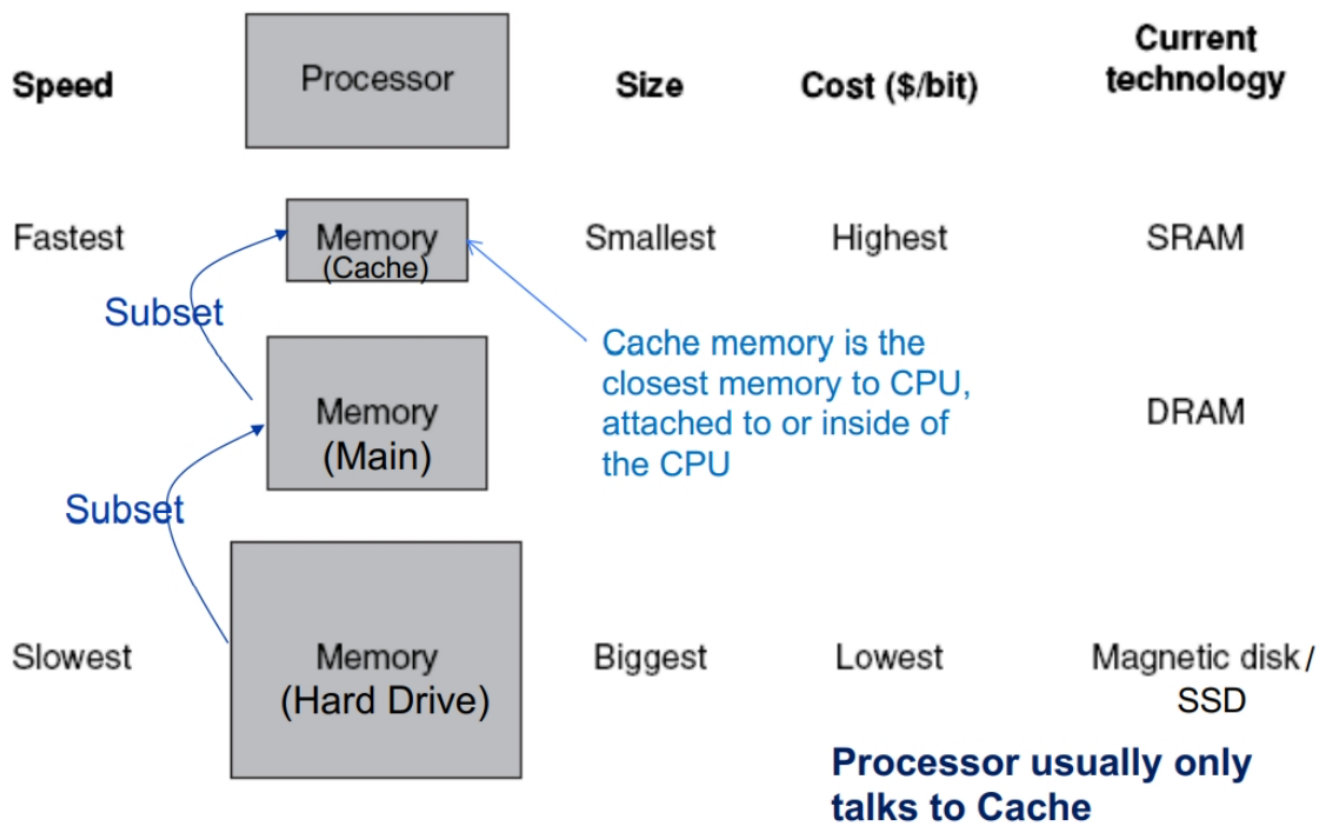 Speed
Processor
Size
Cost ($/bit)
Current
technology
Fastest
Memory
(Cache)
Smallest
Highest
SRAM
Subset
Cache memory is the
closest memory to CPU,
attached to or inside of
the CPU
Memory
(Main)
DRAM
Subset
Slowest
Memory
(Hard Drive)
Biggest
Lowest
Magnetic disk /
SSD
Processor usually only
talks to Cache